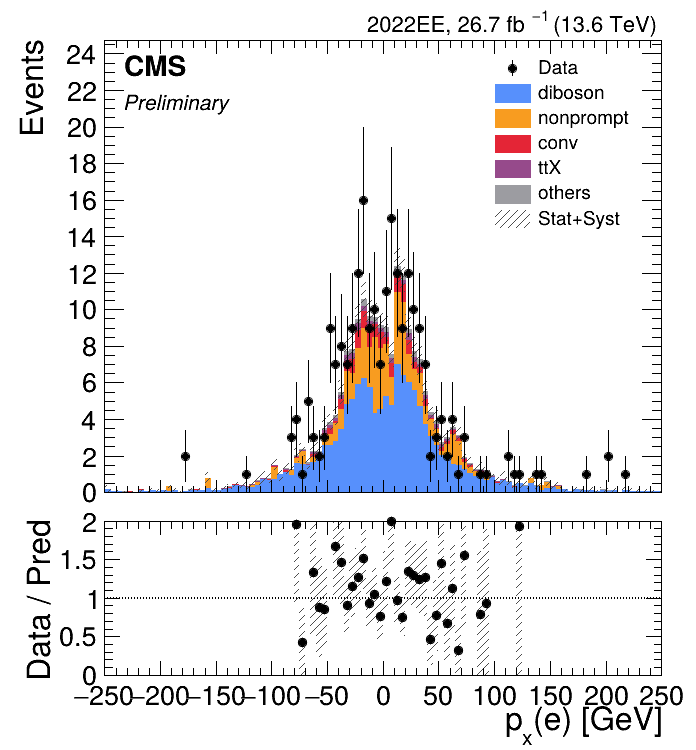 2022EE, 26.7 fb⁻¹ (13.6 TeV)
CMS
Preliminary
Events
24
22
20
18
16
14
12
10
8
6
4
2
0
Data
diboson
nonprompt
conv
ttX
others
Stat+Syst
Data / Pred
2
1.5
1
0.5
0
−250 −200 −150 −100 −50 0 50 100 150 200 250
pₓ(e) [GeV]